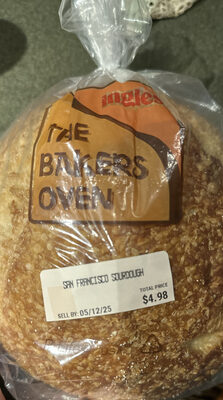 Ingles
THE
BAKERS
OVEN
SAN FRANCISCO SOURDOUGH
TOTAL PRICE
$4.98
SELL BY: 05/12/25